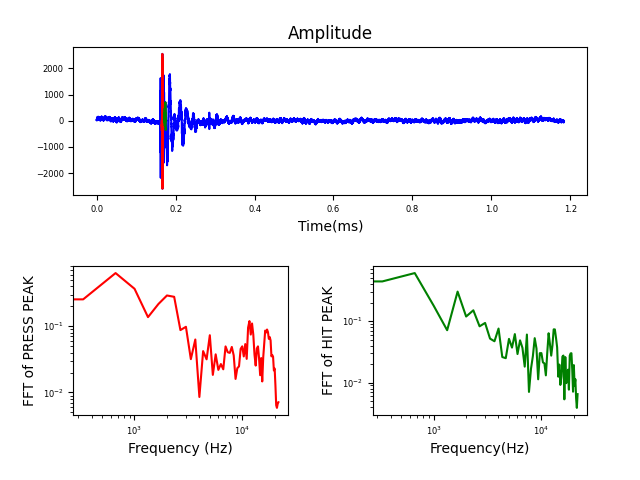 Amplitude
2000
1000
0
−1000
−2000
0.0 0.2 0.4 0.6 0.8 1.0 1.2
Time(ms)
FFT of PRESS PEAK
10⁻¹
10⁻²
10³ 10⁴
Frequency (Hz)
FFT of HIT PEAK
10⁻¹
10⁻²
10³ 10⁴
Frequency(Hz)